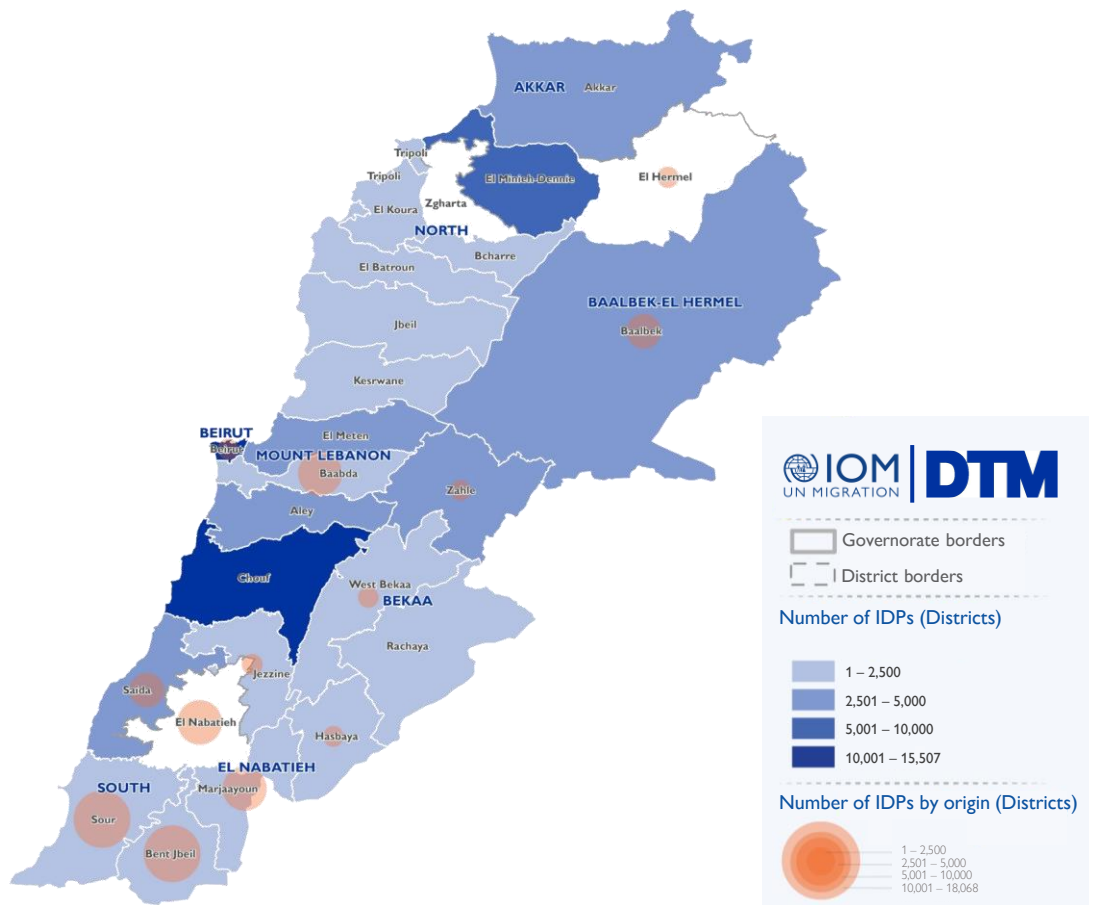 AKKAR
Akkar
Tripoli
Tripoli
El Minieh-Dennie
El Hermel
El Koura
Zgharta
NORTH
Bcharre
El Batroun
BAALBEK-EL HERMEL
Baalbek
Jbeil
Kesrwane
BEIRUT
Beirut
El Meten
MOUNT LEBANON
Baabda
Zahle
Aley
Chouf
West Bekaa
BEKAA
Rachaya
Jezzine
Saida
El Nabatieh
Hasbaya
EL NABATIEH
Marjaayoun
SOUTH
Sour
Bent Jbeil
IOM
UN MIGRATION
DTM
Governorate borders
District borders
Number of IDPs (Districts)
1 – 2,500
2,501 – 5,000
5,001 – 10,000
10,001 – 15,507
Number of IDPs by origin (Districts)
1 – 2,500
2,501 – 5,000
5,001 – 10,000
10,001 – 18,068